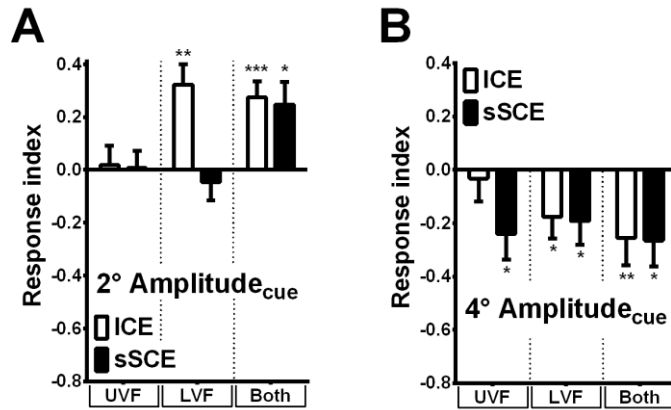 A
Response index
0.4
0.2
0.0
-0.2
-0.4
-0.6
-0.8
**
***
*
2° Amplitudecue
ICE
sSCE
UVF
LVF
Both
B
Response index
0.4
0.2
0.0
-0.2
-0.4
-0.6
-0.8
ICE
sSCE
*
*
*
**
*
4° Amplitudecue
UVF
LVF
Both